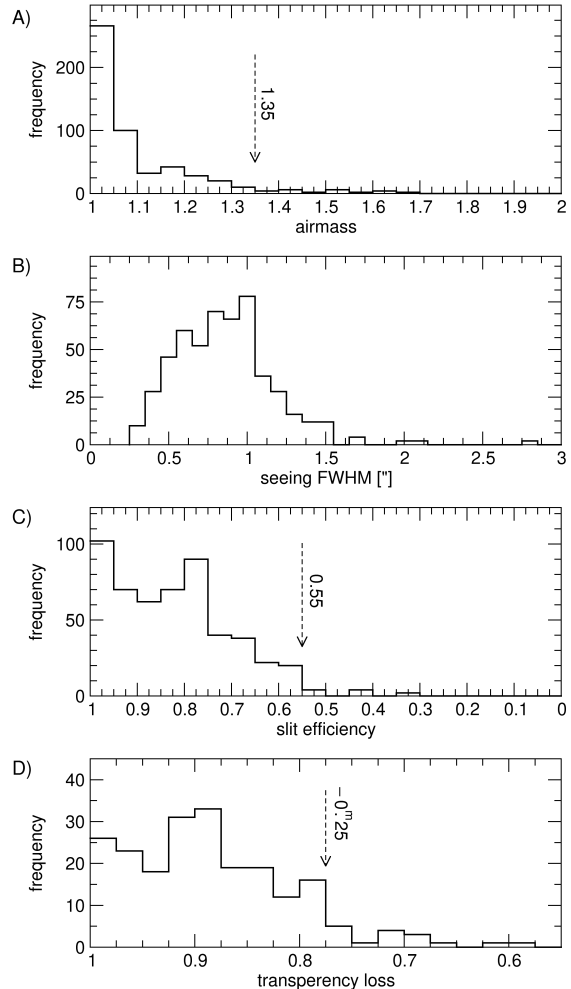 A)
frequency
200
100
0
1.35
1 1.1 1.2 1.3 1.4 1.5 1.6 1.7 1.8 1.9 2
airmass
B)
frequency
75
50
25
0
0 0.5 1 1.5 2 2.5 3
seeing FWHM ["]
C)
frequency
100
50
0
0.55
1 0.9 0.8 0.7 0.6 0.5 0.4 0.3 0.2 0.1 0
slit efficiency
D)
frequency
40
30
20
10
0
−0ᵐ.25
1 0.9 0.8 0.7 0.6
transperency loss